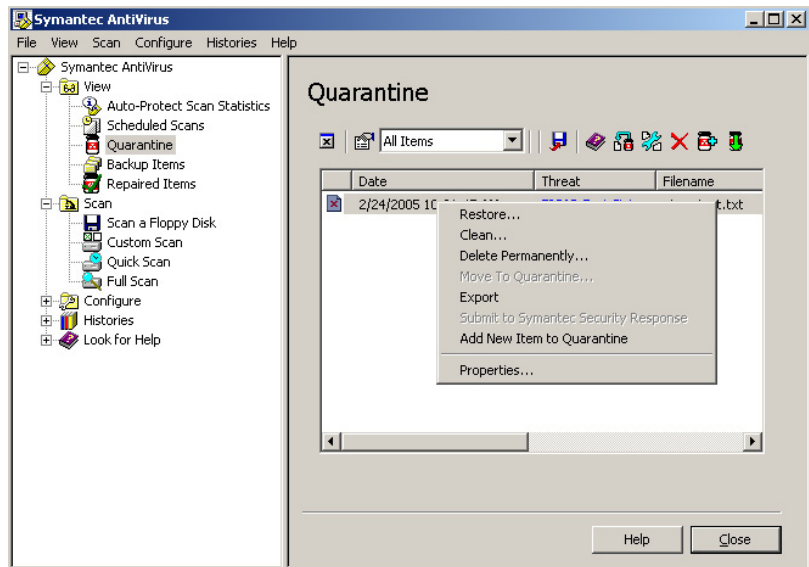 Symantec AntiVirus
File View Scan Configure Histories Help
Symantec AntiVirus
View
Auto-Protect Scan Statistics
Scheduled Scans
Quarantine
Backup Items
Repaired Items
Scan
Scan a Floppy Disk
Custom Scan
Quick Scan
Full Scan
Configure
Histories
Look for Help
Quarantine
All Items
Date Threat Filename
2/24/2005 10
Restore...
Clean...
Delete Permanently...
Move To Quarantine...
Export
Submit to Symantec Security Response
Add New Item to Quarantine
Properties...
Help Close